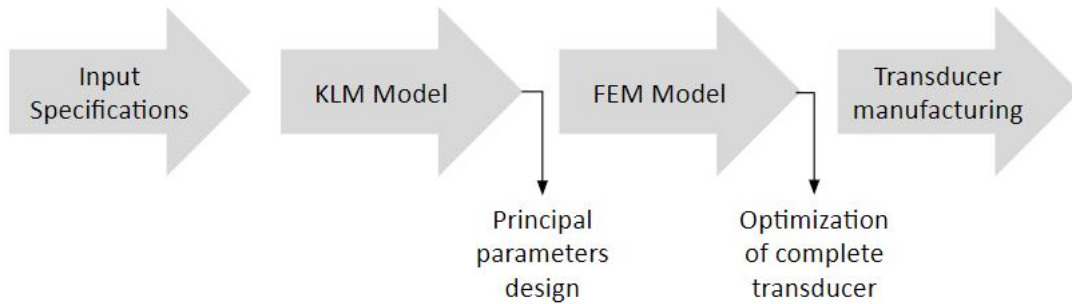 Input
Specifications
KLM Model
FEM Model
Transducer
manufacturing
Principal
parameters
design
Optimization
of complete
transducer